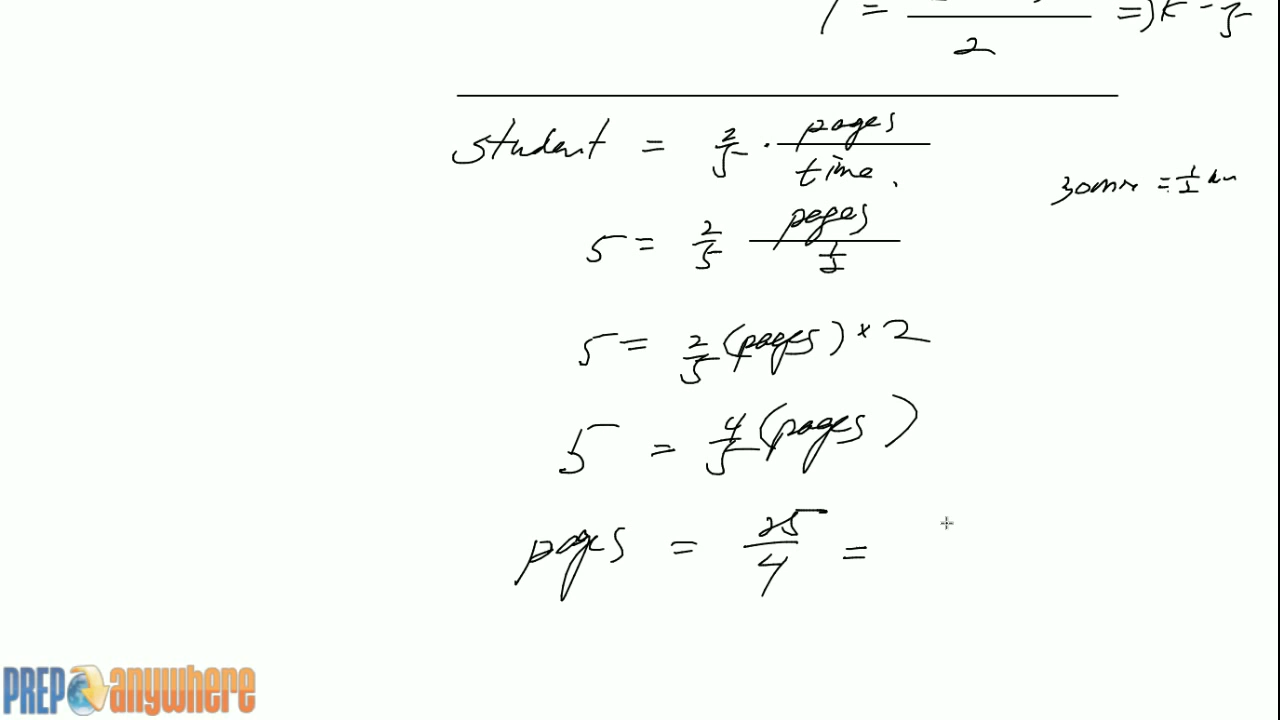 = / 2 =) k =
student = 2/5 · pages/time
30min = 1/2 hr
5 = 2/5 pages/(1/2)
5 = 2/5 (pages) × 2
5 = 4/5 (pages)
pages = 25/4 =
PREP anywhere